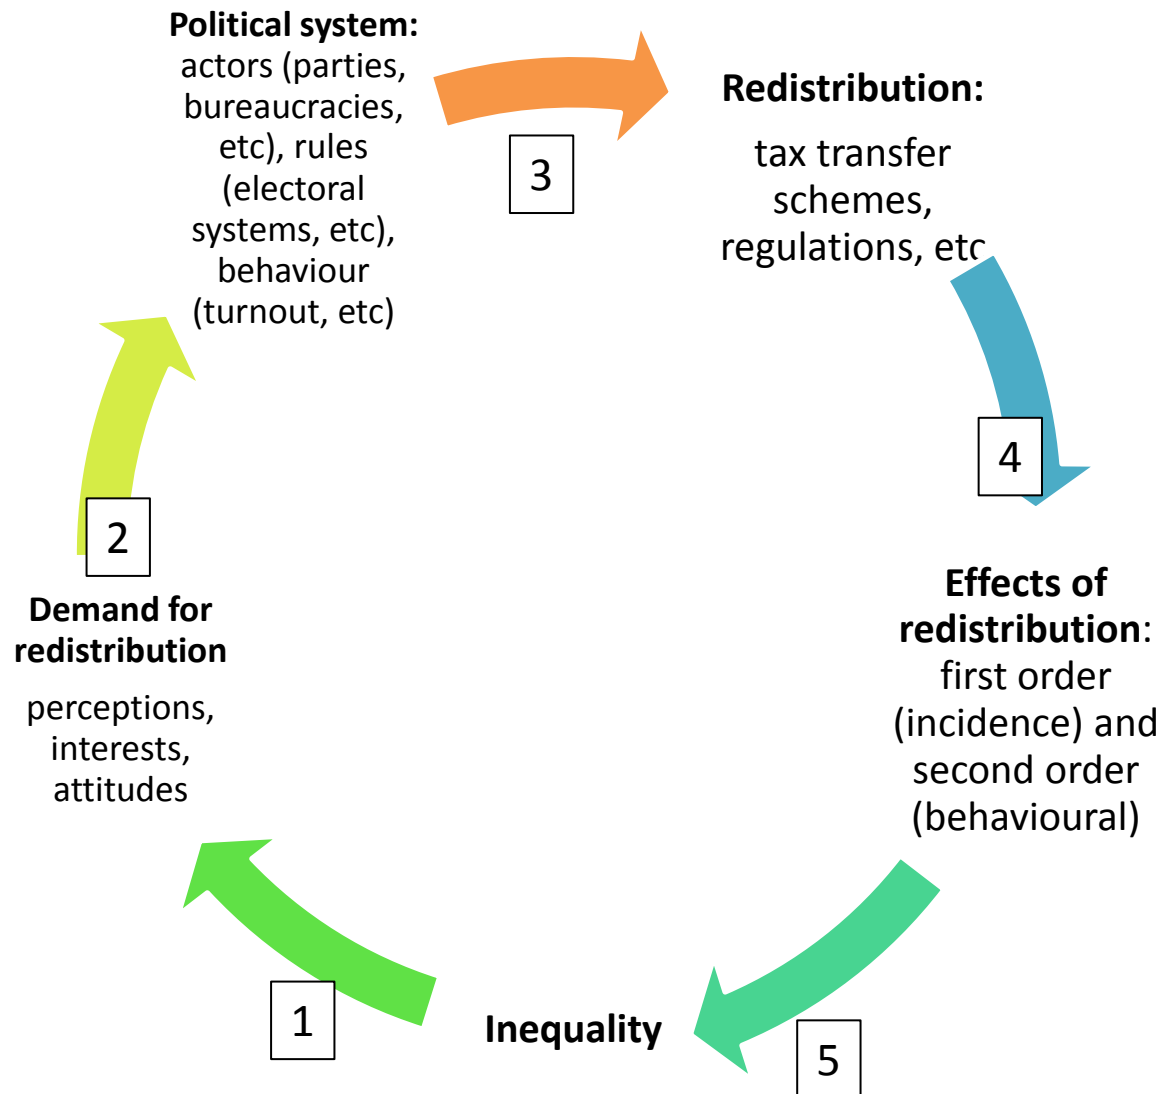 Political system:
actors (parties,
bureaucracies,
etc), rules
(electoral
systems, etc),
behaviour
(turnout, etc)
3
Redistribution:
tax transfer
schemes,
regulations, etc
4
Effects of
redistribution:
first order
(incidence) and
second order
(behavioural)
5
Inequality
1
Demand for
redistribution
perceptions,
interests,
attitudes
2